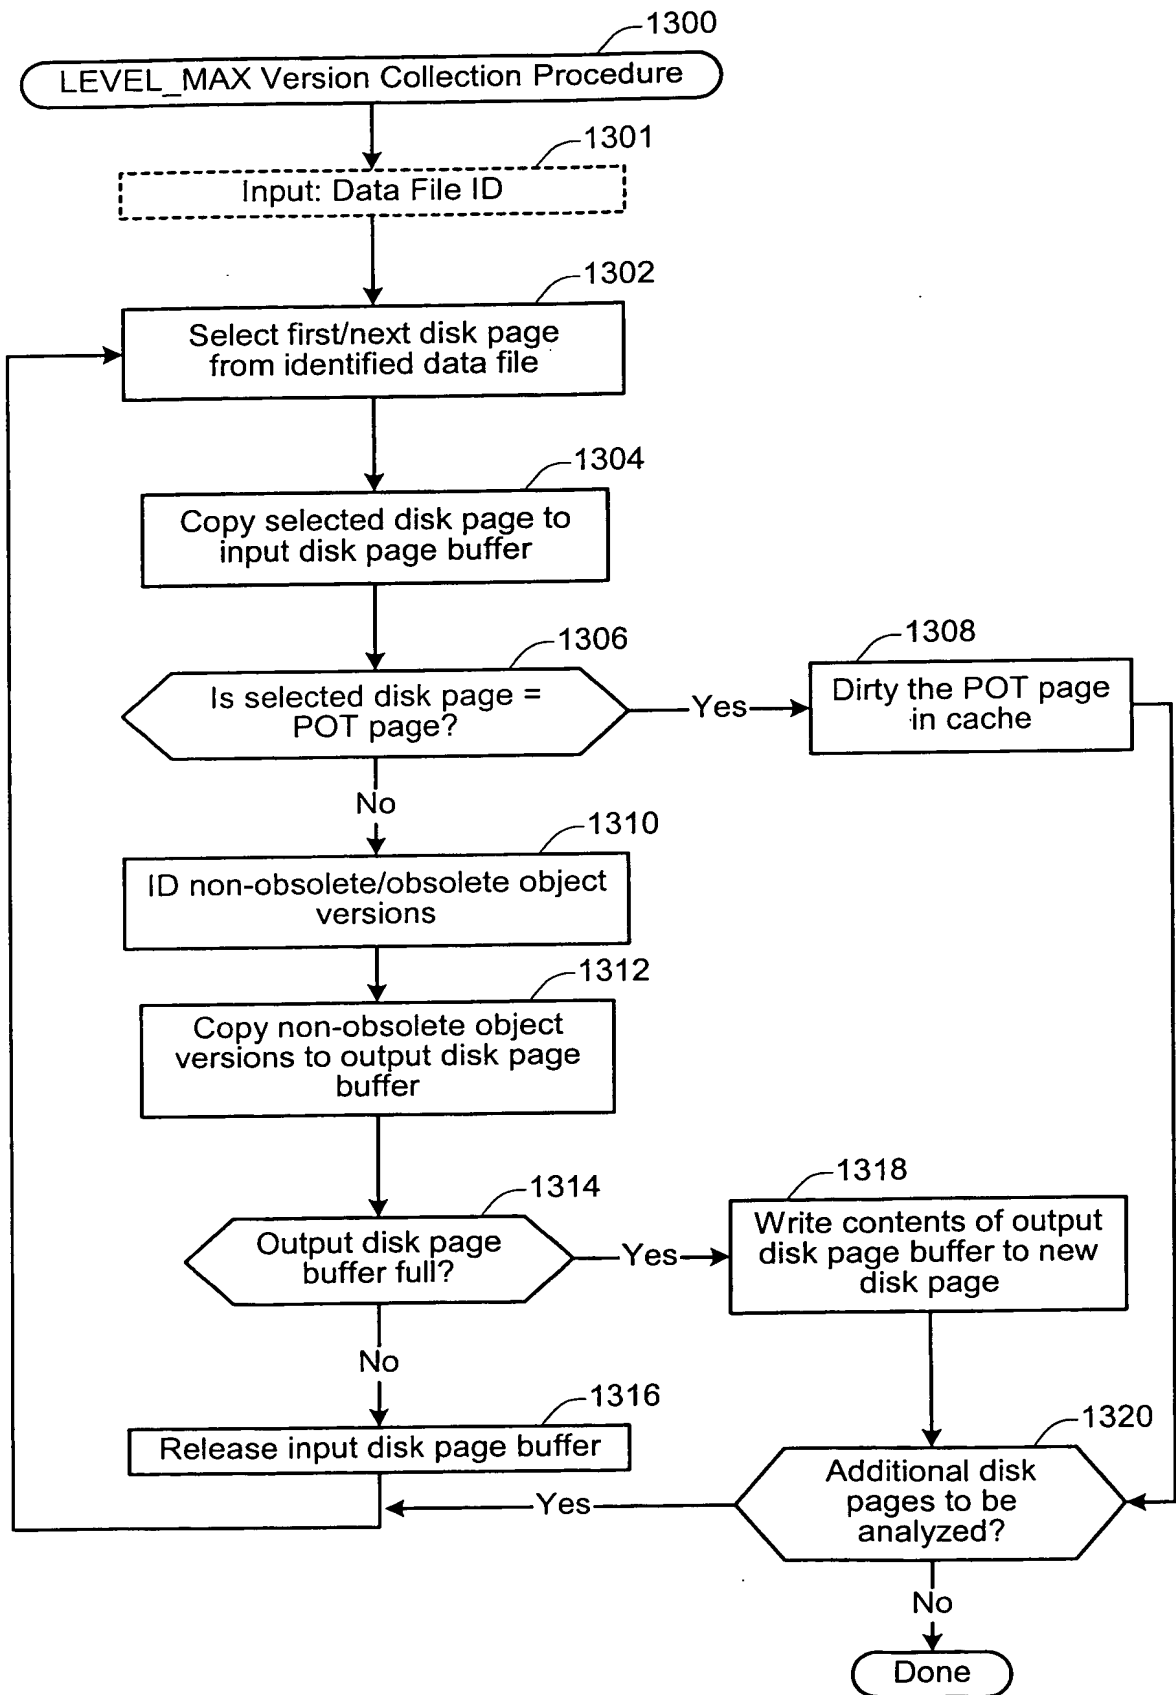 1300
LEVEL_MAX Version Collection Procedure
1301
Input: Data File ID
1302
Select first/next disk page
from identified data file
1304
Copy selected disk page to
input disk page buffer
1306
Is selected disk page =
POT page?
Yes
1308
Dirty the POT page
in cache
No
1310
ID non-obsolete/obsolete object
versions
1312
Copy non-obsolete object
versions to output disk page
buffer
1314
Output disk page
buffer full?
Yes
1318
Write contents of output
disk page buffer to new
disk page
No
1316
Release input disk page buffer
1320
Additional disk
pages to be
analyzed?
Yes
No
Done